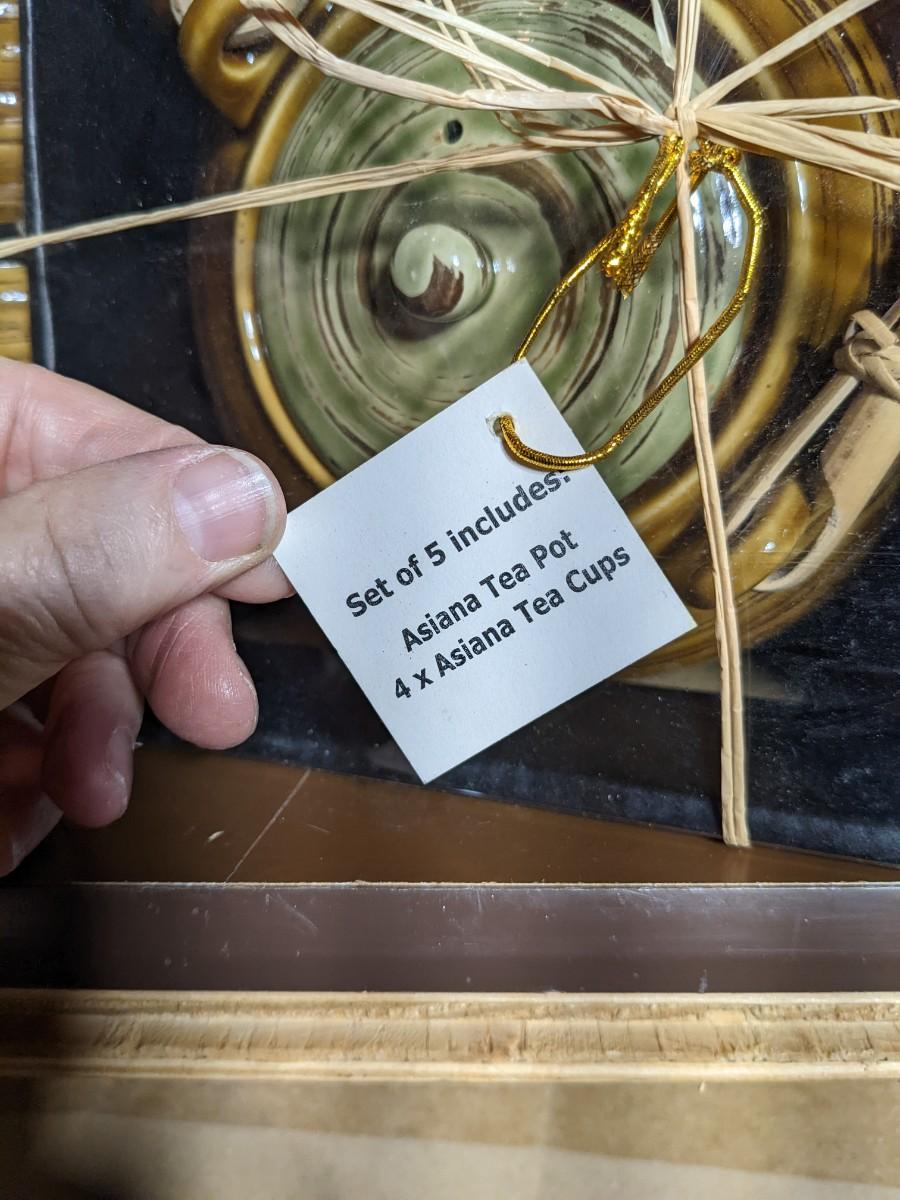 Set of 5 includes:
Asiana Tea Pot
4 x Asiana Tea Cups